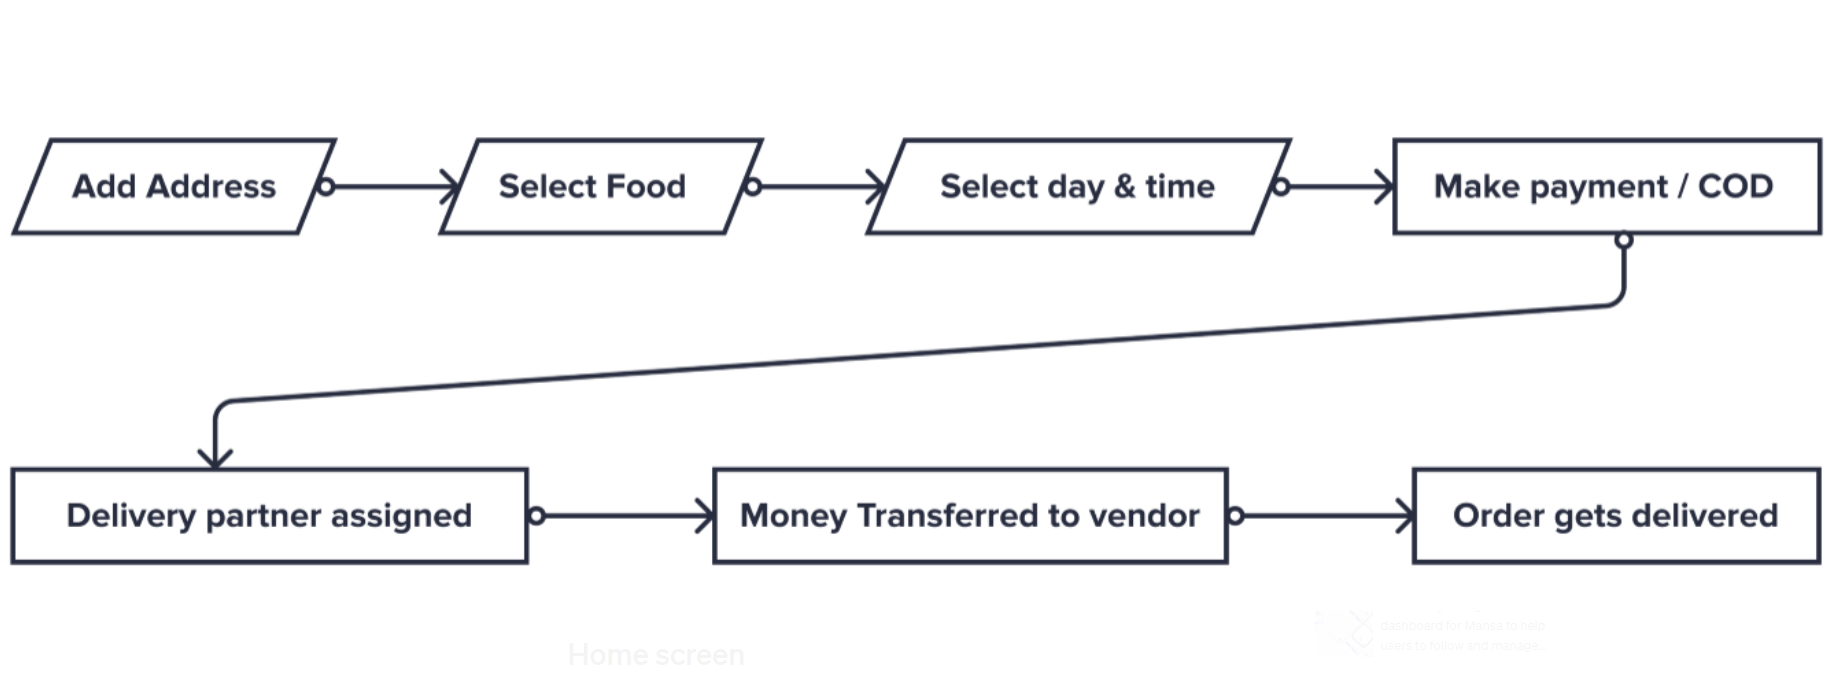 Add Address
Select Food
Select day & time
Make payment / COD
Delivery partner assigned
Money Transferred to vendor
Order gets delivered
Home screen
dashboard for Mansa to help
users to follow and manage.